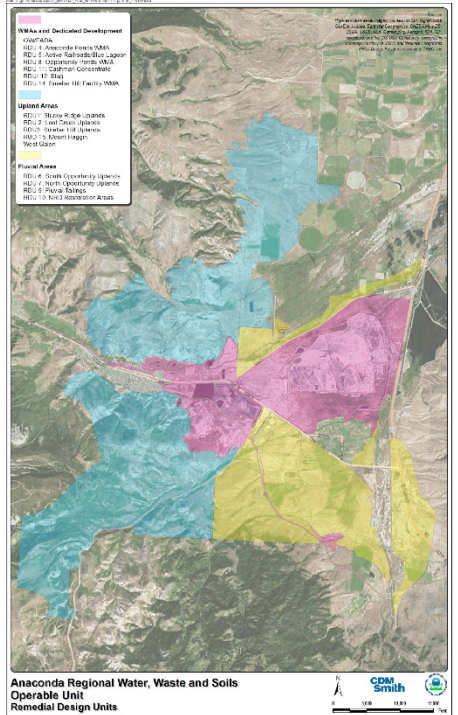 WMAs and Dedicated Development
OW/EADA
RDU 4: Anaconda Ponds WMA
RDU 5: Active Railroads/Blue Lagoon
RDU 8: Opportunity Ponds WMA
RDU 11: Cashman Concentrate
RDU 12: Slag
RDU 14: Smelter Hill Facility WMA
Upland Areas
RDU 1: Stucky Ridge Uplands
RDU 2: Lost Creek Uplands
RDU 3: Smelter Hill Uplands
RDU 15: Mount Haggin
West Galen
Fluvial Areas
RDU 6: South Opportunity Uplands
RDU 7: North Opportunity Uplands
RDU 9: Fluvial Tailings
RDU 10: NRD Restoration Areas
Anaconda Regional Water, Waste and Soils
Operable Unit
Remedial Design Units
N
CDM
Smith
0
Feet